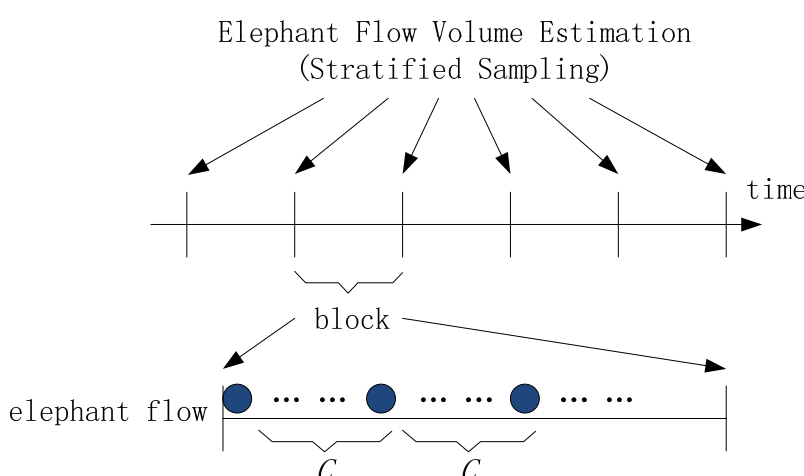 Elephant Flow Volume Estimation
(Stratified Sampling)
time
block
elephant flow
... ... ... ... ... ...
C C